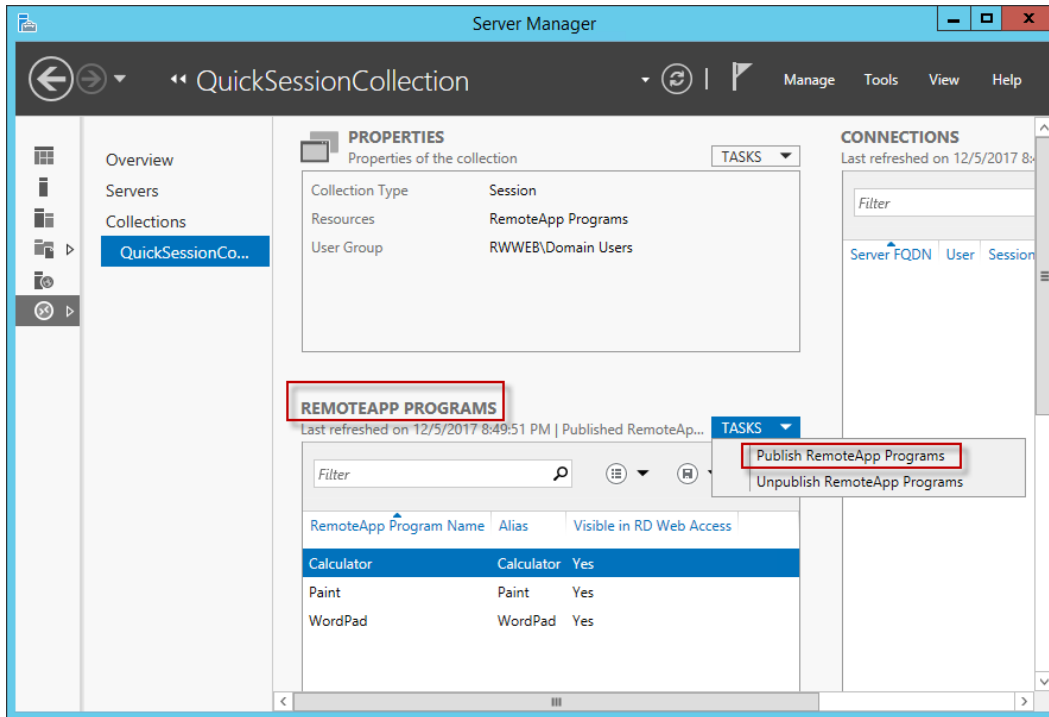 Server Manager
QuickSessionCollection
Manage Tools View Help
Overview
Servers
Collections
QuickSessionCo...
PROPERTIES
Properties of the collection
TASKS
Collection Type Session
Resources RemoteApp Programs
User Group RWWEB\Domain Users
REMOTEAPP PROGRAMS
Last refreshed on 12/5/2017 8:49:51 PM | Published RemoteAp...
TASKS
Publish RemoteApp Programs
Unpublish RemoteApp Programs
Filter
RemoteApp Program Name Alias Visible in RD Web Access
Calculator Calculator Yes
Paint Paint Yes
WordPad WordPad Yes
CONNECTIONS
Last refreshed on 12/5/2017 8:
Filter
Server FQDN User Session